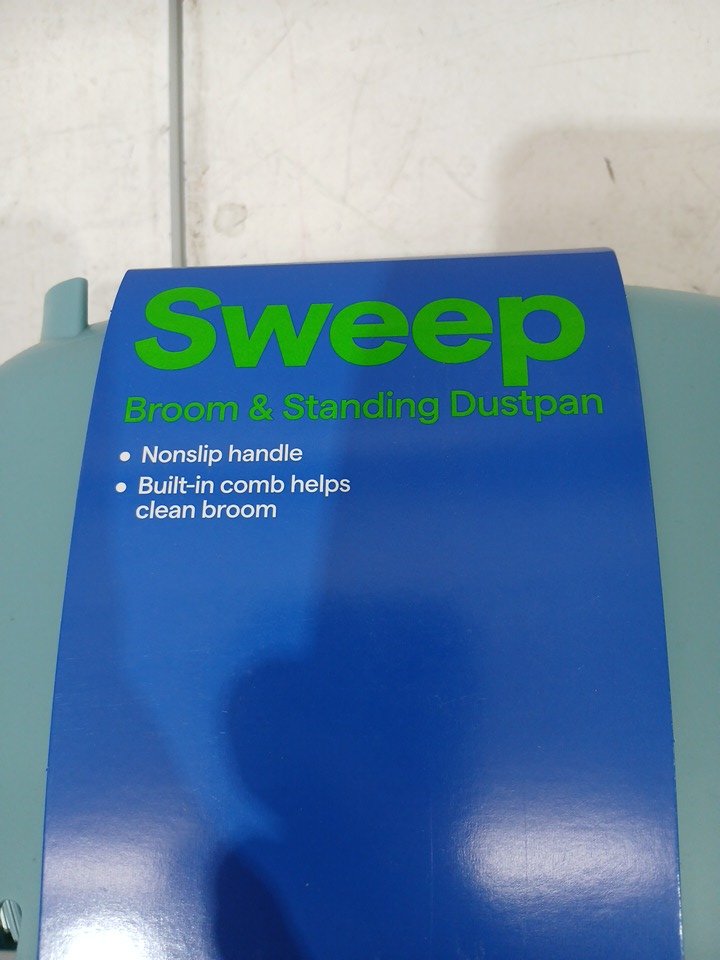 Sweep
Broom & Standing Dustpan
• Nonslip handle
• Built-in comb helps
clean broom